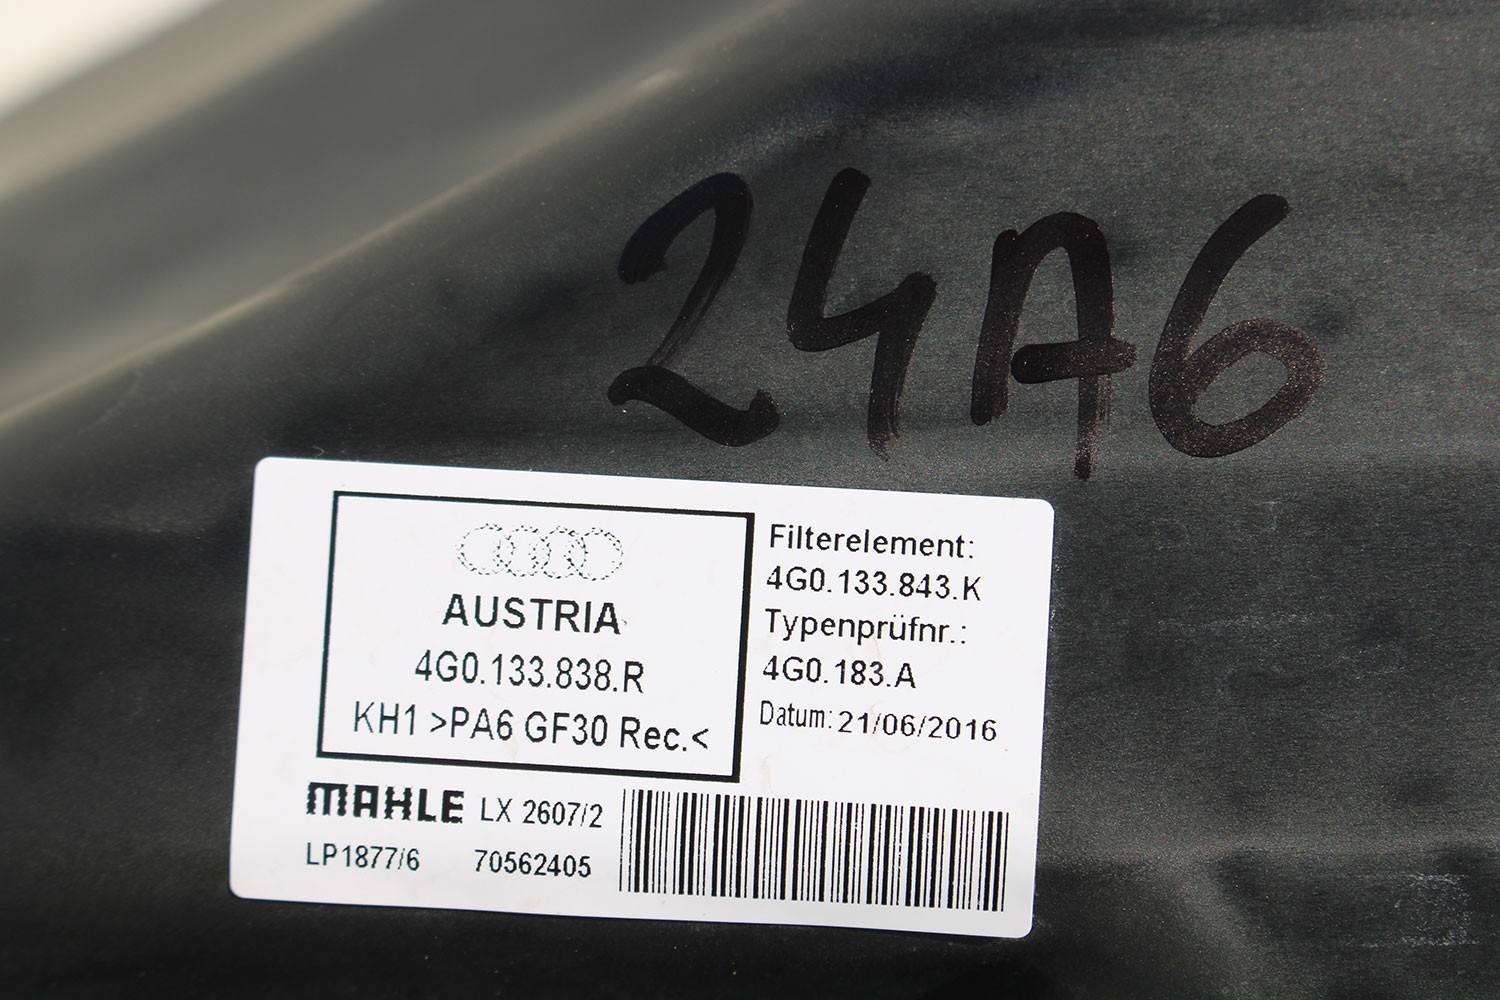 24A6
AUSTRIA
4G0.133.838.R
KH1 >PA6 GF30 Rec.<
Filterelement:
4G0.133.843.K
Typenprüfnr.:
4G0.183.A
Datum: 21/06/2016
MAHLE LX 2607/2
LP1877/6 70562405